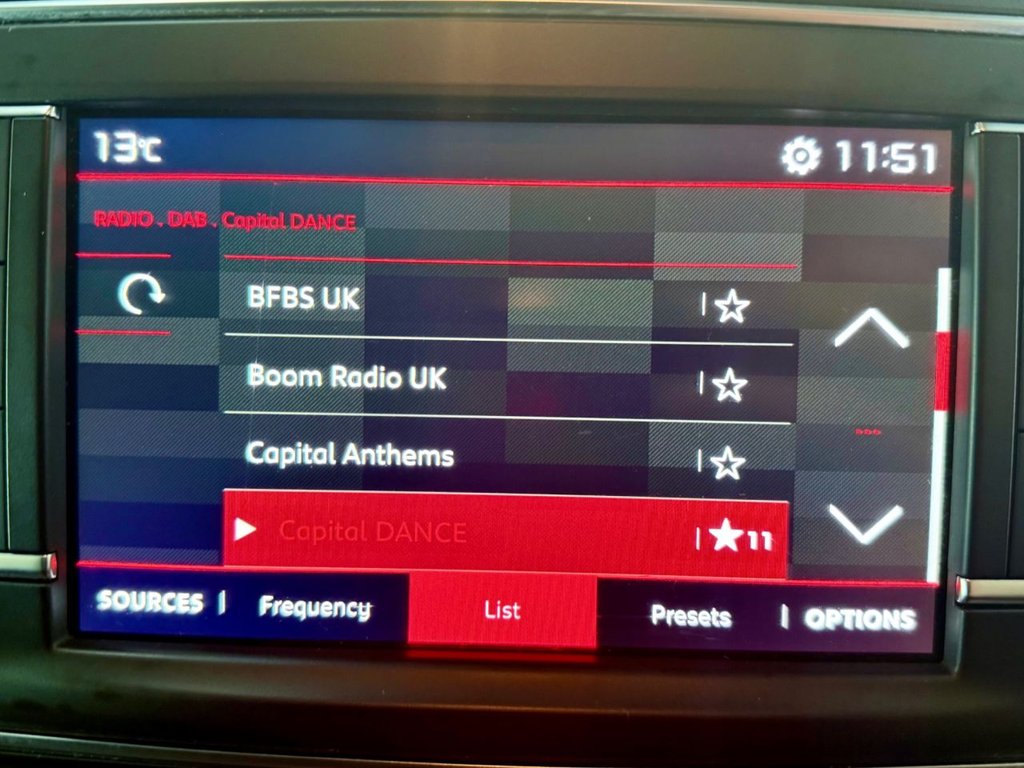 13°C 11:51
RADIO . DAB . Capital DANCE
BFBS UK
Boom Radio UK
Capital Anthems
Capital DANCE 11
SOURCES Frequency List Presets OPTIONS